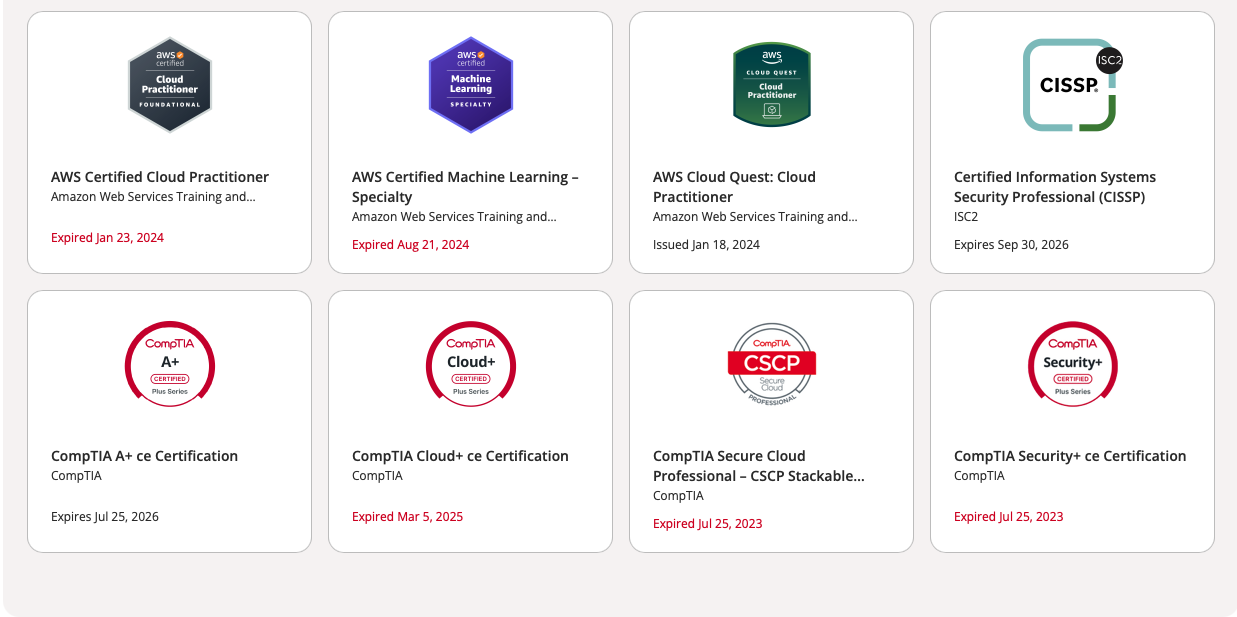 aws
certified
Cloud
Practitioner
FOUNDATIONAL
AWS Certified Cloud Practitioner
Amazon Web Services Training and...
Expired Jan 23, 2024
aws
certified
Machine
Learning
SPECIALTY
AWS Certified Machine Learning –
Specialty
Amazon Web Services Training and...
Expired Aug 21, 2024
aws
CLOUD QUEST
Cloud
Practitioner
AWS Cloud Quest: Cloud
Practitioner
Amazon Web Services Training and...
Issued Jan 18, 2024
ISC2
CISSP®
Certified Information Systems
Security Professional (CISSP)
ISC2
Expires Sep 30, 2026
CompTIA
A+
CERTIFIED
Plus Series
CompTIA A+ ce Certification
CompTIA
Expires Jul 25, 2026
CompTIA
Cloud+
CERTIFIED
Plus Series
CompTIA Cloud+ ce Certification
CompTIA
Expired Mar 5, 2025
CompTIA
CSCP
Secure
Cloud
PROFESSIONAL
CompTIA Secure Cloud
Professional – CSCP Stackable...
CompTIA
Expired Jul 25, 2023
CompTIA
Security+
CERTIFIED
Plus Series
CompTIA Security+ ce Certification
CompTIA
Expired Jul 25, 2023